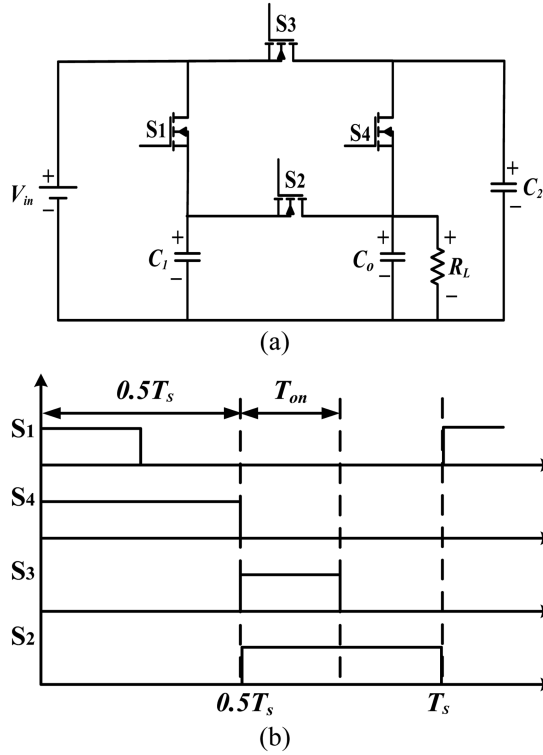 S3
S1
S4
+
Vin
−
S2
+
C2
−
+
C1
−
+
Co
−
+
RL
−
(a)
0.5Ts
Ton
S1
S4
S3
S2
0.5Ts
Ts
(b)